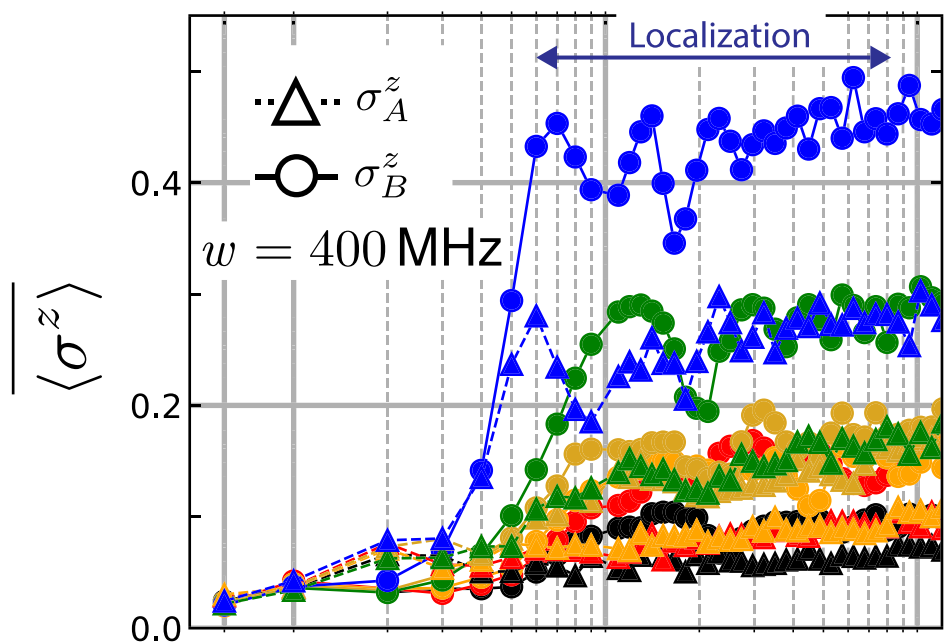 Localization
σ_A^z
σ_B^z
w = 400 MHz
⟨σ^z⟩
0.4
0.2
0.0